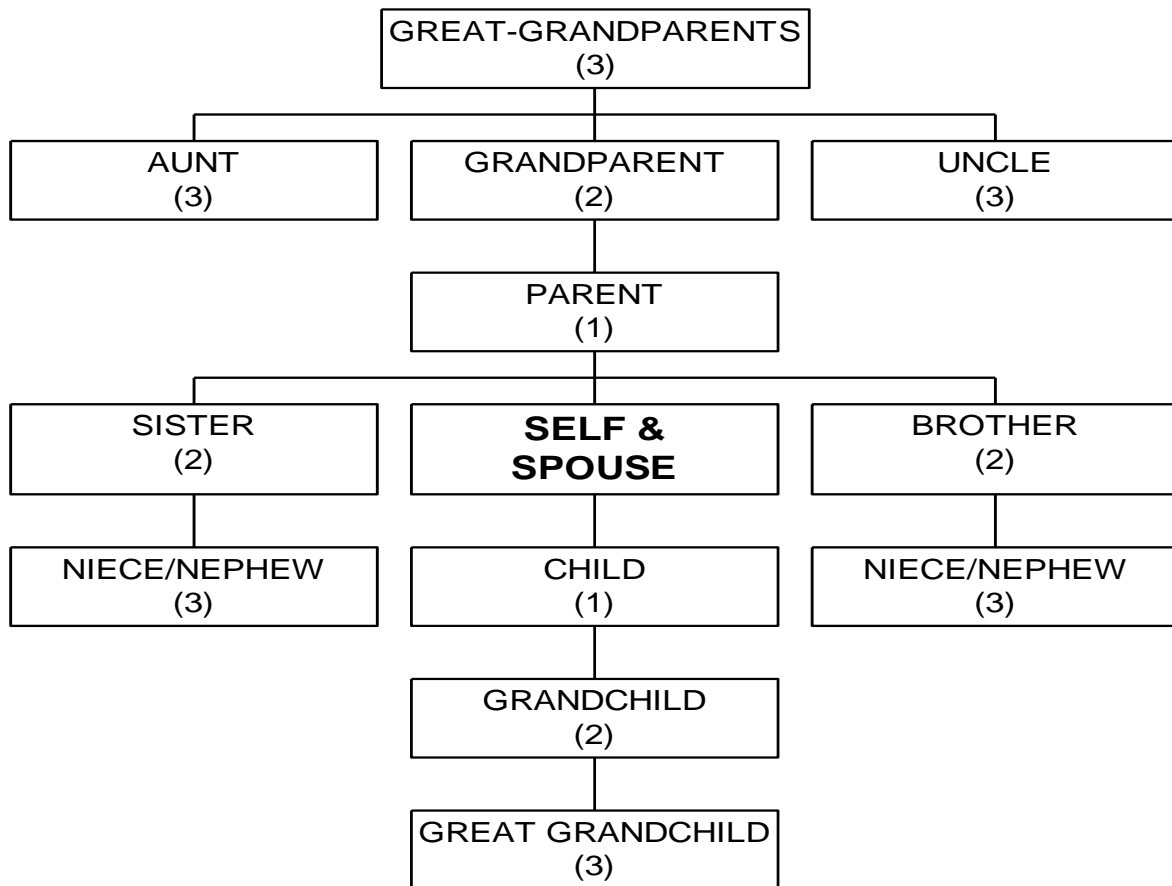 GREAT-GRANDPARENTS
(3)
AUNT
(3)
GRANDPARENT
(2)
UNCLE
(3)
PARENT
(1)
SISTER
(2)
SELF &
SPOUSE
BROTHER
(2)
NIECE/NEPHEW
(3)
CHILD
(1)
NIECE/NEPHEW
(3)
GRANDCHILD
(2)
GREAT GRANDCHILD
(3)